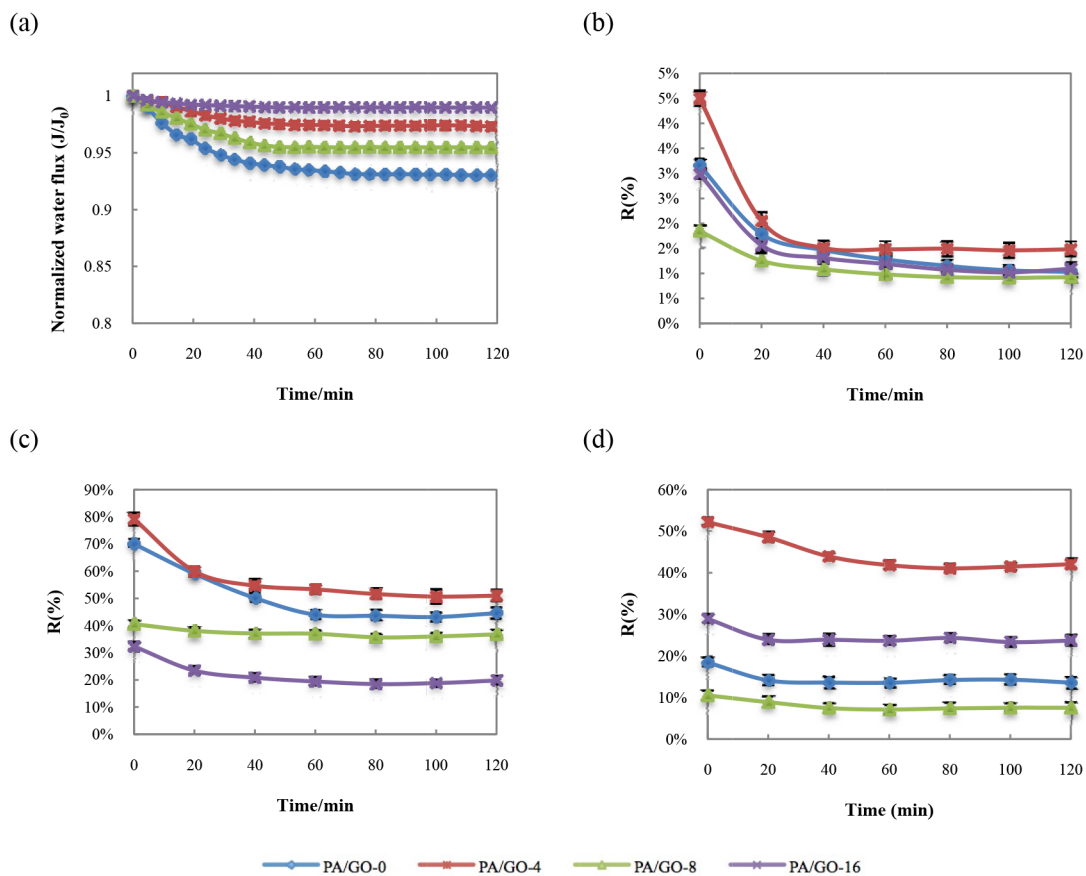 (a)
Normalized water flux (J/J0)
1
0.95
0.9
0.85
0.8
0 20 40 60 80 100 120
Time/min
(b)
R(%)
5%
5%
4%
4%
3%
3%
2%
2%
1%
1%
0%
0 20 40 60 80 100 120
Time/min
(c)
R(%)
90%
80%
70%
60%
50%
40%
30%
20%
10%
0%
0 20 40 60 80 100 120
Time/min
(d)
R(%)
60%
50%
40%
30%
20%
10%
0%
0 20 40 60 80 100 120
Time (min)
PA/GO-0 PA/GO-4 PA/GO-8 PA/GO-16